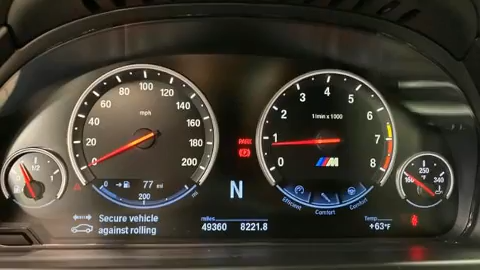 100
80
120
60
mph
140
40
160
20
180
0
200
0
77 mi
200
1/2
4
3
5
1/min x 1000
2
6
1
7
0
8
M
PARK
N
250
160
340
Efficient
Comfort
Comfort
Secure vehicle
against rolling
miles
49360 8221.8
Temp.
+63°F